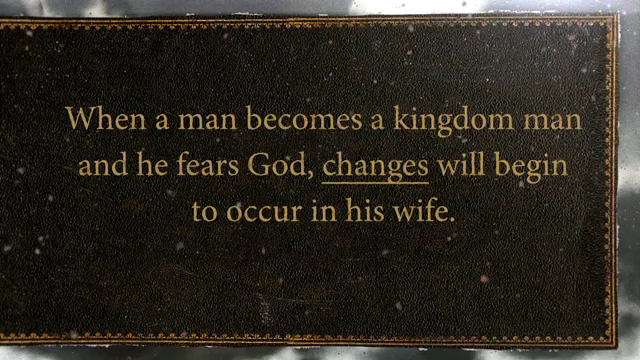 When a man becomes a kingdom man
and he fears God, changes will begin
to occur in his wife.